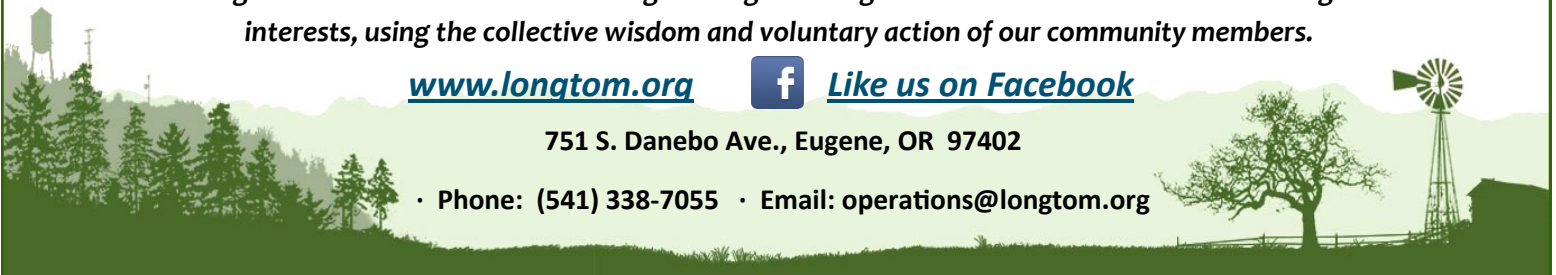 interests, using the collective wisdom and voluntary action of our community members.
www.longtom.org f Like us on Facebook
751 S. Danebo Ave., Eugene, OR 97402
· Phone: (541) 338-7055 · Email: operations@longtom.org